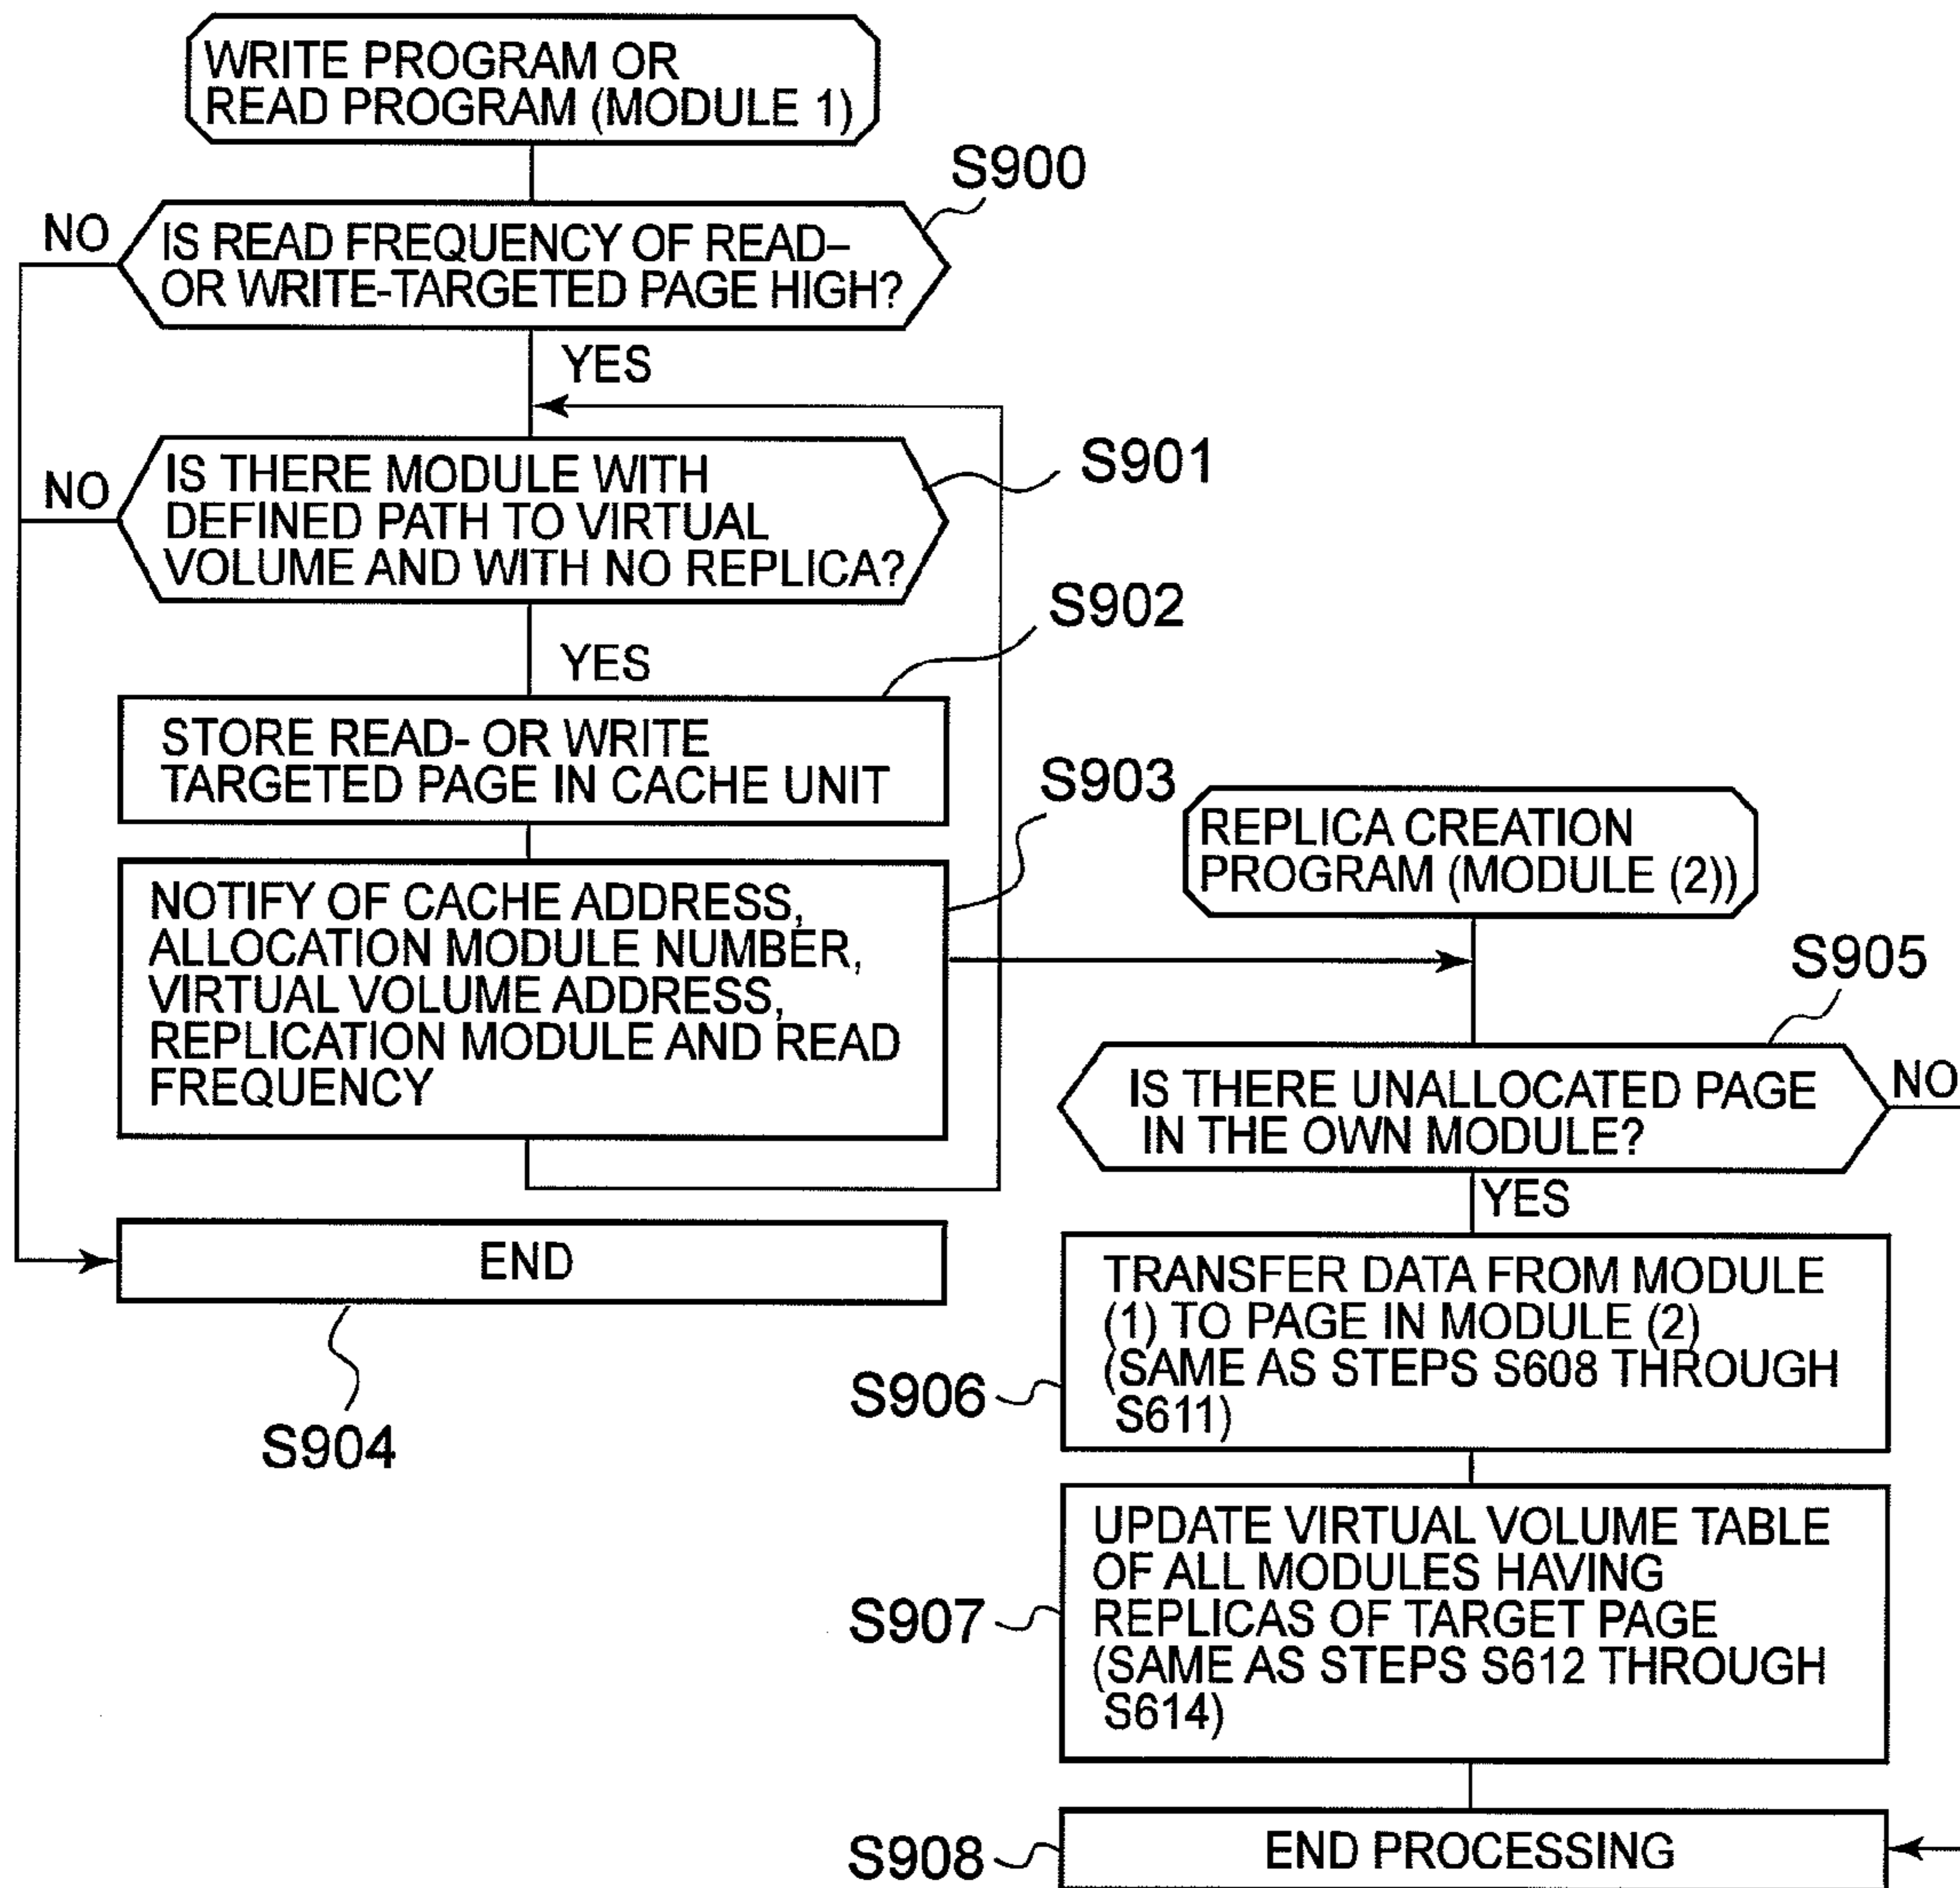 WRITE PROGRAM OR
READ PROGRAM (MODULE 1)
S900
NO
IS READ FREQUENCY OF READ–
OR WRITE-TARGETED PAGE HIGH?
YES
S901
NO
IS THERE MODULE WITH
DEFINED PATH TO VIRTUAL
VOLUME AND WITH NO REPLICA?
S902
YES
STORE READ- OR WRITE
TARGETED PAGE IN CACHE UNIT
S903
NOTIFY OF CACHE ADDRESS,
ALLOCATION MODULE NUMBER,
VIRTUAL VOLUME ADDRESS,
REPLICATION MODULE AND READ
FREQUENCY
END
S904
REPLICA CREATION
PROGRAM (MODULE (2))
S905
NO
IS THERE UNALLOCATED PAGE
IN THE OWN MODULE?
YES
TRANSFER DATA FROM MODULE
(1) TO PAGE IN MODULE (2)
(SAME AS STEPS S608 THROUGH
S611)
S906
UPDATE VIRTUAL VOLUME TABLE
OF ALL MODULES HAVING
REPLICAS OF TARGET PAGE
(SAME AS STEPS S612 THROUGH
S614)
S907
END PROCESSING
S908